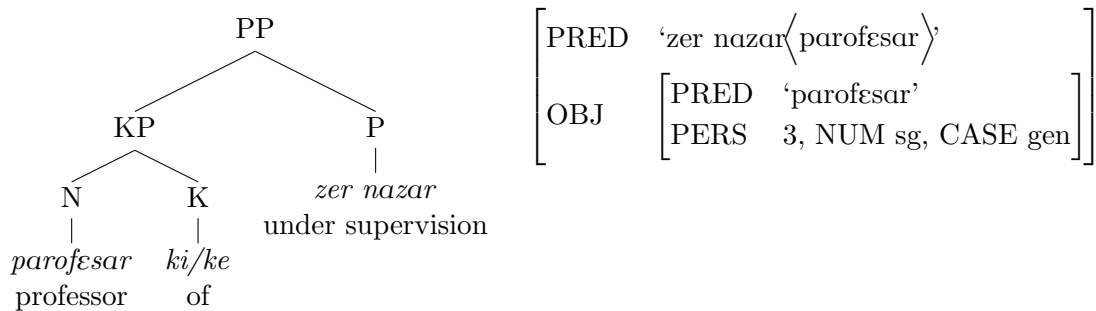 PP
KP P
N K zer nazar
under supervision
parofɛsar ki/ke
professor of
PRED ‘zer nazar⟨parofɛsar⟩’
OBJ
PRED ‘parofɛsar’
PERS 3, NUM sg, CASE gen